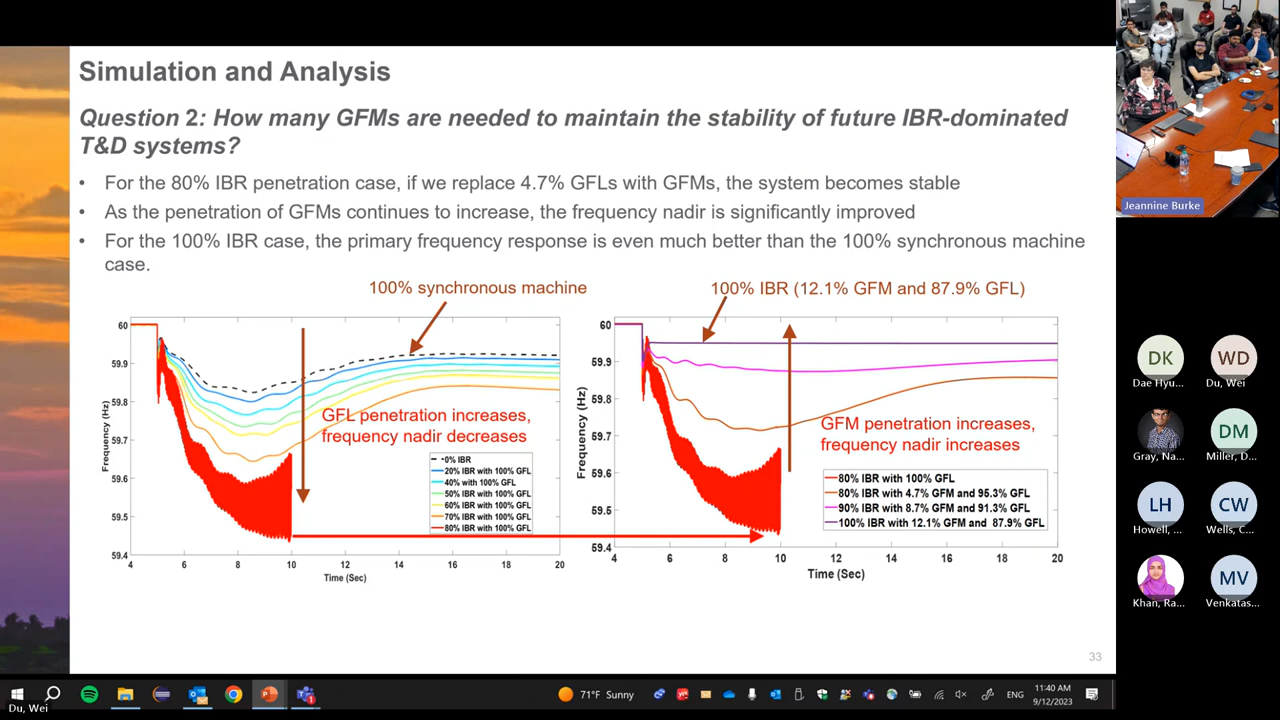 Simulation and Analysis
Question 2: How many GFMs are needed to maintain the stability of future IBR-dominated
T&D systems?
• For the 80% IBR penetration case, if we replace 4.7% GFLs with GFMs, the system becomes stable
• As the penetration of GFMs continues to increase, the frequency nadir is significantly improved
• For the 100% IBR case, the primary frequency response is even much better than the 100% synchronous machine
case.
100% synchronous machine
60
59.9
59.8
59.7
59.6
59.5
59.4
Frequency (Hz)
GFL penetration increases,
frequency nadir decreases
0% IBR
20% IBR with 100% GFL
40% with 100% GFL
50% IBR with 100% GFL
60% IBR with 100% GFL
70% IBR with 100% GFL
80% IBR with 100% GFL
4 6 8 10 12 14 16 18 20
Time (Sec)
100% IBR (12.1% GFM and 87.9% GFL)
60
59.9
59.8
59.7
59.6
59.5
59.4
Frequency (Hz)
GFM penetration increases,
frequency nadir increases
80% IBR with 100% GFL
80% IBR with 4.7% GFM and 95.3% GFL
90% IBR with 8.7% GFM and 91.3% GFL
100% IBR with 12.1% GFM and 87.9% GFL
4 6 8 10 12 14 16 18 20
Time (Sec)
33
Jeannine Burke
DK
Dae Hyu...
WD
Du, Wei
Gray, Na...
DM
Miller, D...
LH
Howell, ...
CW
Wells, C...
Khan, Ra...
MV
Venkatas...
71°F Sunny
ENG
11:40 AM
9/12/2023
Du, Wei